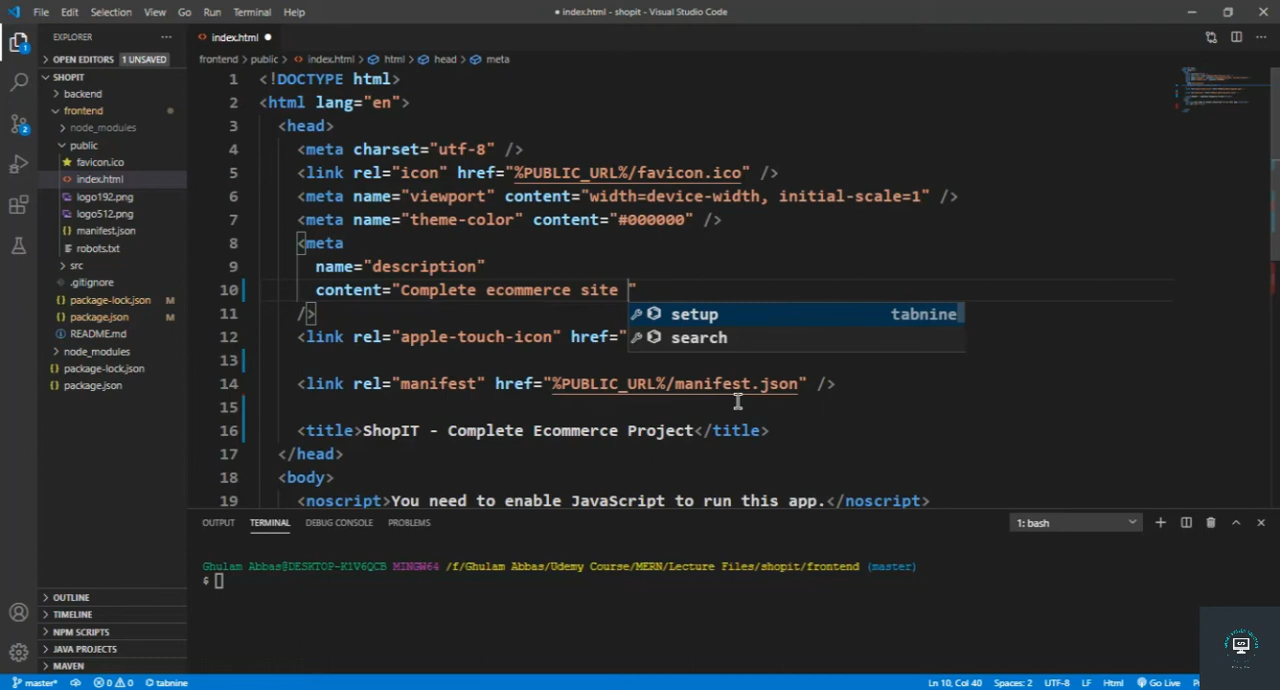 File Edit Selection View Go Run Terminal Help
● index.html - shopit - Visual Studio Code
EXPLORER
OPEN EDITORS 1 UNSAVED
SHOPIT
backend
frontend
node_modules
public
favicon.ico
index.html
logo192.png
logo512.png
manifest.json
robots.txt
src
.gitignore
package-lock.json M
package.json M
README.md
node_modules
package-lock.json
package.json
OUTLINE
TIMELINE
NPM SCRIPTS
JAVA PROJECTS
MAVEN
index.html ●
frontend > public > index.html > html > head > meta
1 <!DOCTYPE html>
2 <html lang="en">
3 <head>
4 <meta charset="utf-8" />
5 <link rel="icon" href="%PUBLIC_URL%/favicon.ico" />
6 <meta name="viewport" content="width=device-width, initial-scale=1" />
7 <meta name="theme-color" content="#000000" />
8 <meta
9 name="description"
10 content="Complete ecommerce site "
11 />
setup tabnine
12 <link rel="apple-touch-icon" href="
search
13
14 <link rel="manifest" href="%PUBLIC_URL%/manifest.json" />
15
16 <title>ShopIT - Complete Ecommerce Project</title>
17 </head>
18 <body>
19 <noscript>You need to enable JavaScript to run this app.</noscript>
OUTPUT TERMINAL DEBUG CONSOLE PROBLEMS 1: bash
Ghulam Abbas@DESKTOP-K1V6QCB MINGW64 /f/Ghulam Abbas/Udemy Course/MERN/Lecture Files/shopit/frontend (master)
$
master* 0 0 tabnine Ln 10, Col 40 Spaces: 2 UTF-8 LF Html Go Live